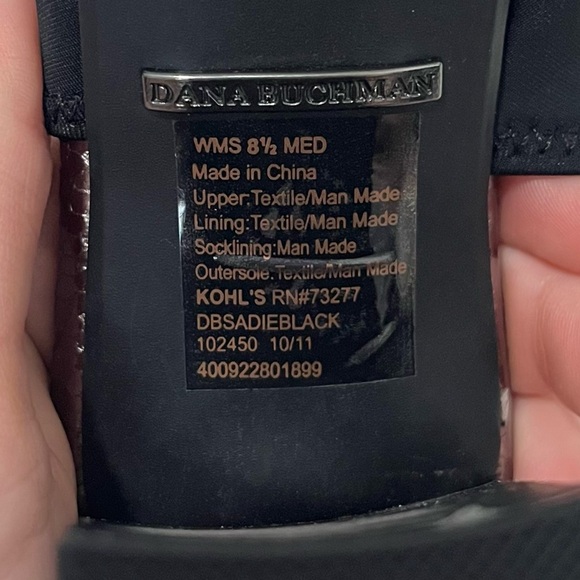 DANA BUCHMAN
WMS 8½ MED
Made in China
Upper:Textile/Man Made
Lining:Textile/Man Made
Socklining:Man Made
Outersole:Textile/Man Made
KOHL'S RN#73277
DBSADIEBLACK
102450 10/11
400922801899